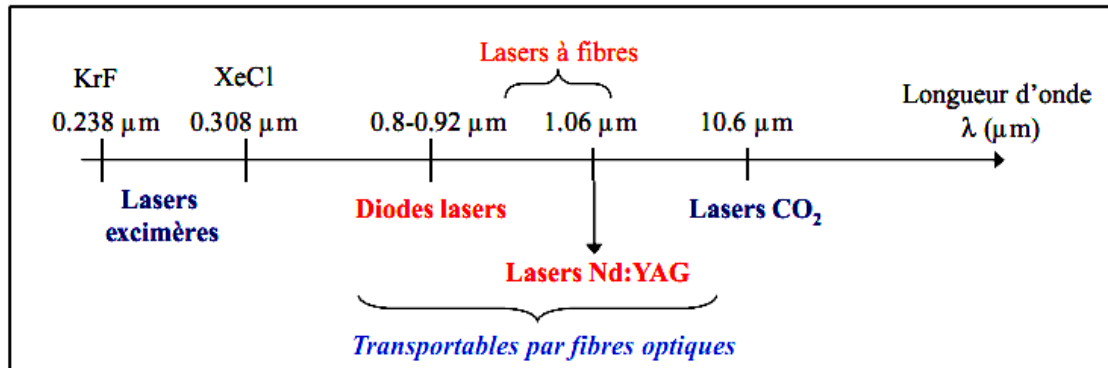 Lasers à fibres
KrF
XeCl
Longueur d’onde
λ (µm)
0.238 µm
0.308 µm
0.8-0.92 µm
1.06 µm
10.6 µm
Lasers
excimères
Diodes lasers
Lasers CO₂
Lasers Nd:YAG
Transportables par fibres optiques